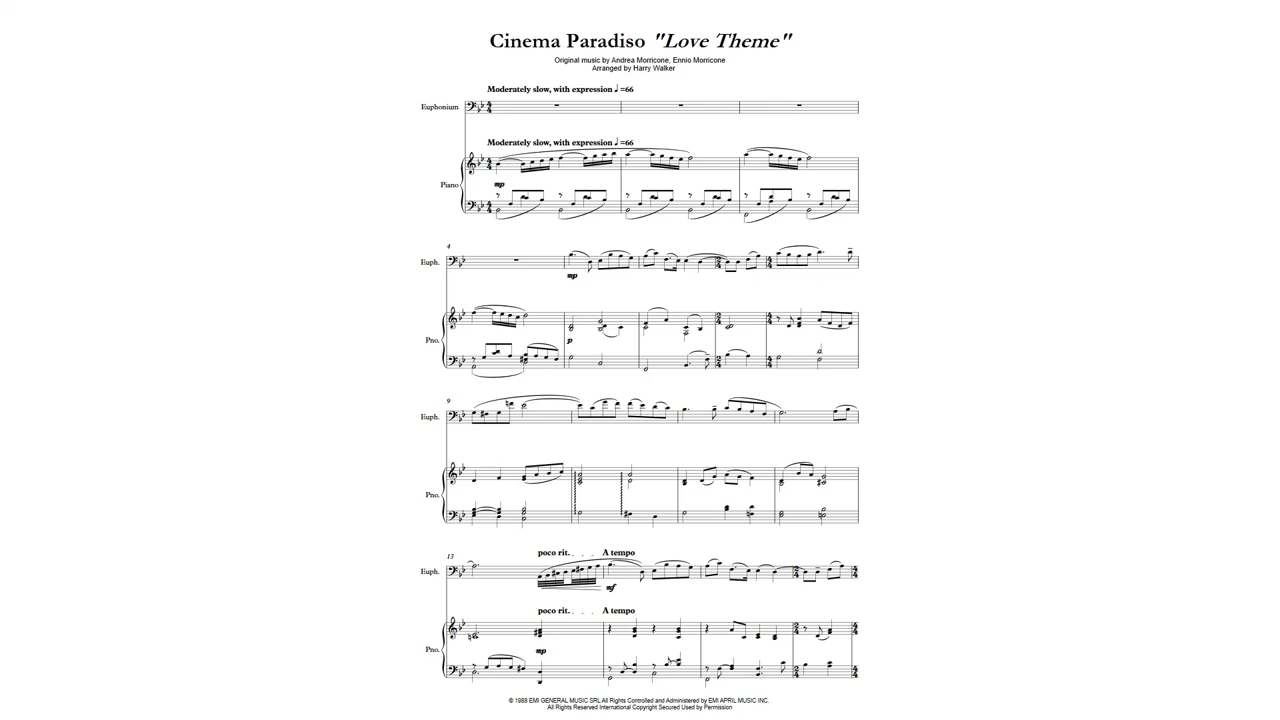 Cinema Paradiso "Love Theme"
Original music by Andrea Morricone, Ennio Morricone
Arranged by Harry Walker
Moderately slow, with expression ♩=66
Euphonium
Moderately slow, with expression ♩=66
Piano
mp
4
Euph.
mp
Pno.
p
9
Euph.
Pno.
13
poco rit. . . . A tempo
Euph.
mf
poco rit. . . . A tempo
Pno.
mp
© 1988 EMI GENERAL MUSIC SRL All Rights Controlled and Administered by EMI APRIL MUSIC INC.
All Rights Reserved International Copyright Secured Used by Permission